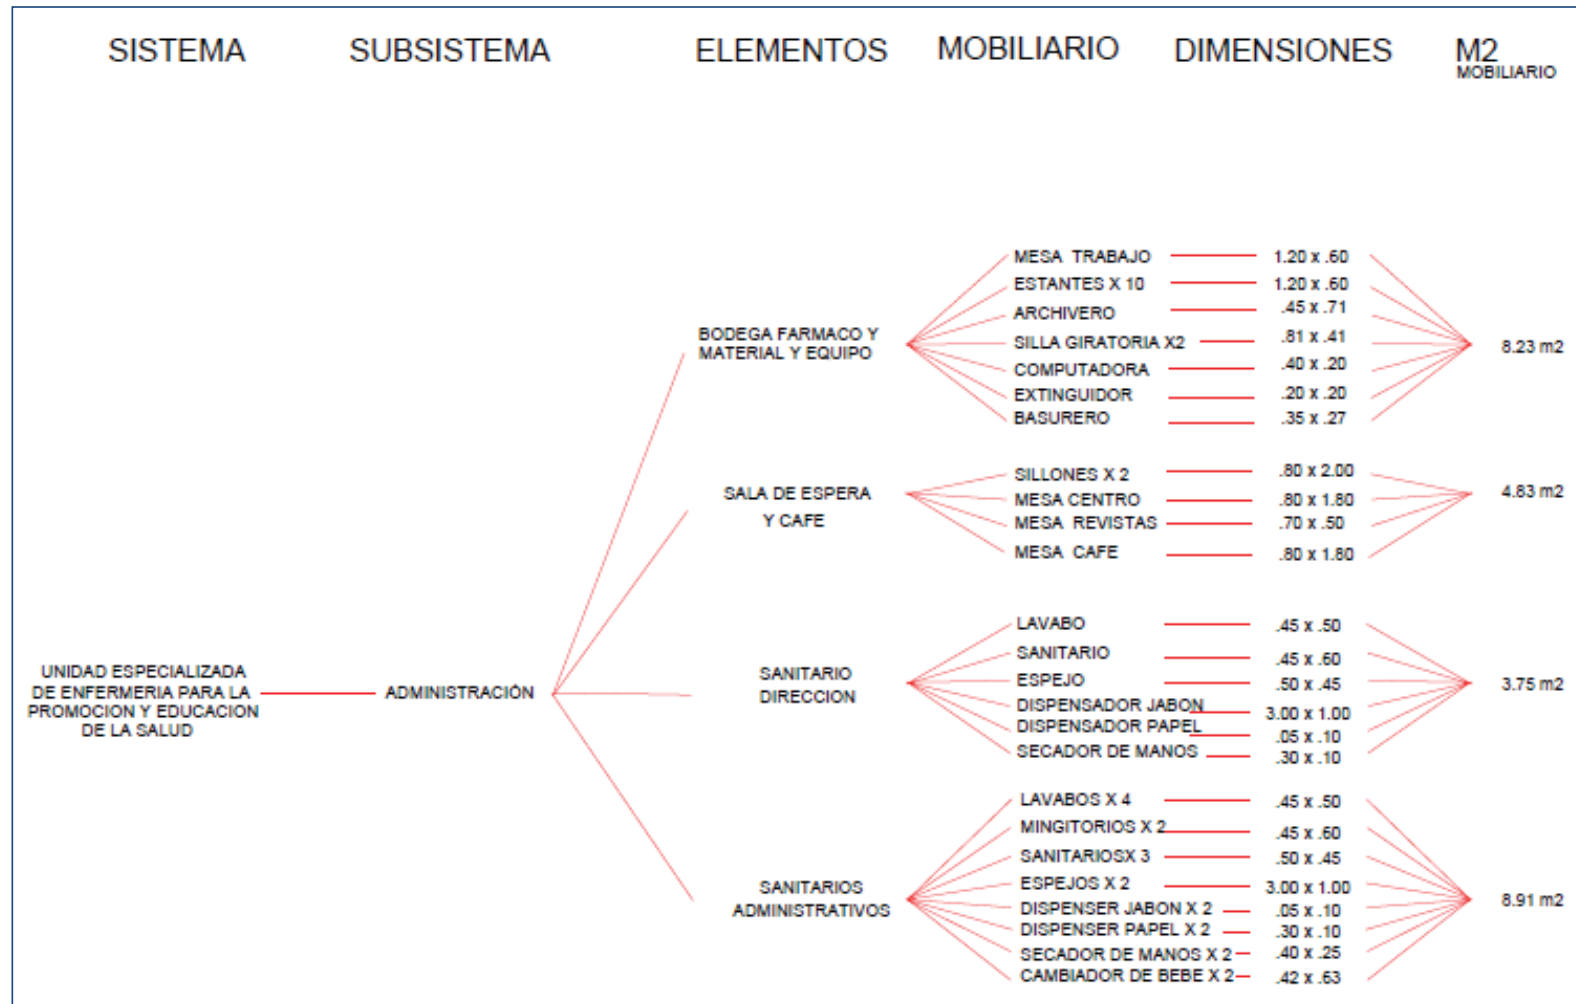 SISTEMA SUBSISTEMA ELEMENTOS MOBILIARIO DIMENSIONES M2
MOBILIARIO
UNIDAD ESPECIALIZADA
DE ENFERMERIA PARA LA
PROMOCION Y EDUCACION
DE LA SALUD
ADMINISTRACIÓN
BODEGA FARMACO Y
MATERIAL Y EQUIPO
MESA TRABAJO 1.20 x .60
ESTANTES X 10 1.20 x .60
ARCHIVERO .45 x .71
SILLA GIRATORIA X2 .81 x .41
COMPUTADORA .40 x .20
EXTINGUIDOR .20 x .20
BASURERO .35 x .27
8.23 m2
SALA DE ESPERA
Y CAFE
SILLONES X 2 .80 x 2.00
MESA CENTRO .80 x 1.80
MESA REVISTAS .70 x .50
MESA CAFE .80 x 1.80
4.83 m2
SANITARIO
DIRECCION
LAVABO .45 x .50
SANITARIO .45 x .60
ESPEJO .50 x .45
DISPENSADOR JABON 3.00 x 1.00
DISPENSADOR PAPEL .05 x .10
SECADOR DE MANOS .30 x .10
3.75 m2
SANITARIOS
ADMINISTRATIVOS
LAVABOS X 4 .45 x .50
MINGITORIOS X 2 .45 x .60
SANITARIOSX 3 .50 x .45
ESPEJOS X 2 3.00 x 1.00
DISPENSER JABON X 2 .05 x .10
DISPENSER PAPEL X 2 .30 x .10
SECADOR DE MANOS X 2 .40 x .25
CAMBIADOR DE BEBE X 2 .42 x .63
8.91 m2